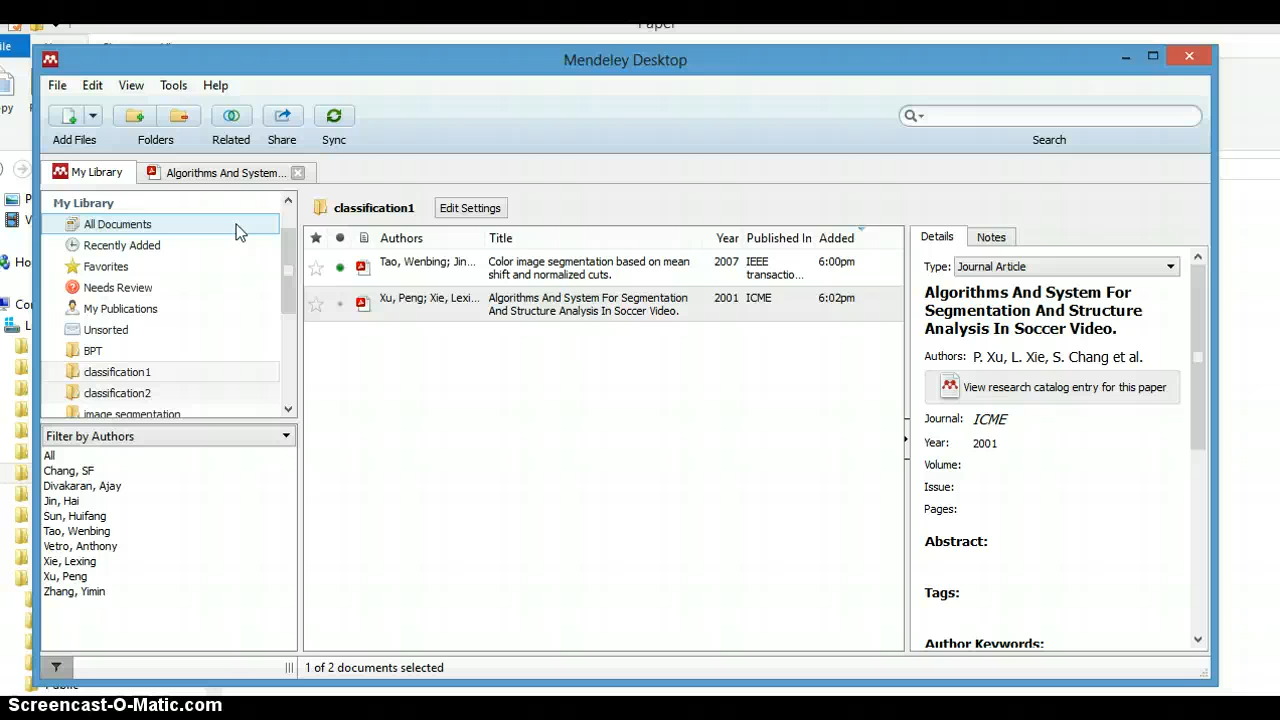 Paper
Mendeley Desktop
File Edit View Tools Help
Add Files Folders Related Share Sync Search
My Library Algorithms And System...
My Library
All Documents
Recently Added
Favorites
Needs Review
My Publications
Unsorted
BPT
classification1
classification2
image segmentation
Filter by Authors
All
Chang, SF
Divakaran, Ajay
Jin, Hai
Sun, Huifang
Tao, Wenbing
Vetro, Anthony
Xie, Lexing
Xu, Peng
Zhang, Yimin
classification1 Edit Settings
Authors Title Year Published In Added
Tao, Wenbing; Jin... Color image segmentation based on mean 2007 IEEE 6:00pm
shift and normalized cuts. transactio...
Xu, Peng; Xie, Lexi... Algorithms And System For Segmentation 2001 ICME 6:02pm
And Structure Analysis In Soccer Video.
Details Notes
Type: Journal Article
Algorithms And System For
Segmentation And Structure
Analysis In Soccer Video.
Authors: P. Xu, L. Xie, S. Chang et al.
View research catalog entry for this paper
Journal: ICME
Year: 2001
Volume:
Issue:
Pages:
Abstract:
Tags:
Author Keywords:
1 of 2 documents selected
Public
Screencast-O-Matic.com